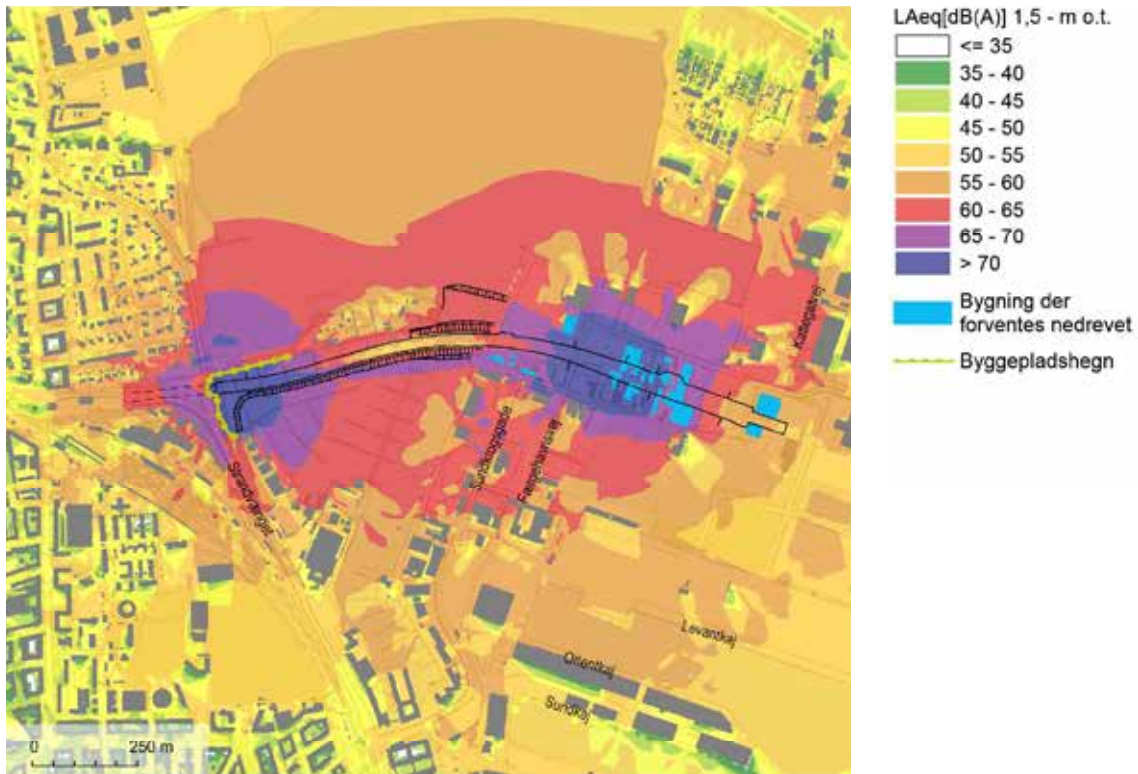 LAeq[dB(A)] 1,5 - m o.t.
<= 35
35 - 40
40 - 45
45 - 50
50 - 55
55 - 60
60 - 65
65 - 70
> 70
Bygning der
forventes nedrevet
Byggepladshegn
N
Kalkbrænd
Sundkrogsgade
Færgehavnsvej
Strandvænget
Levantkaj
Orientkaj
Sundkaj
0 250 m